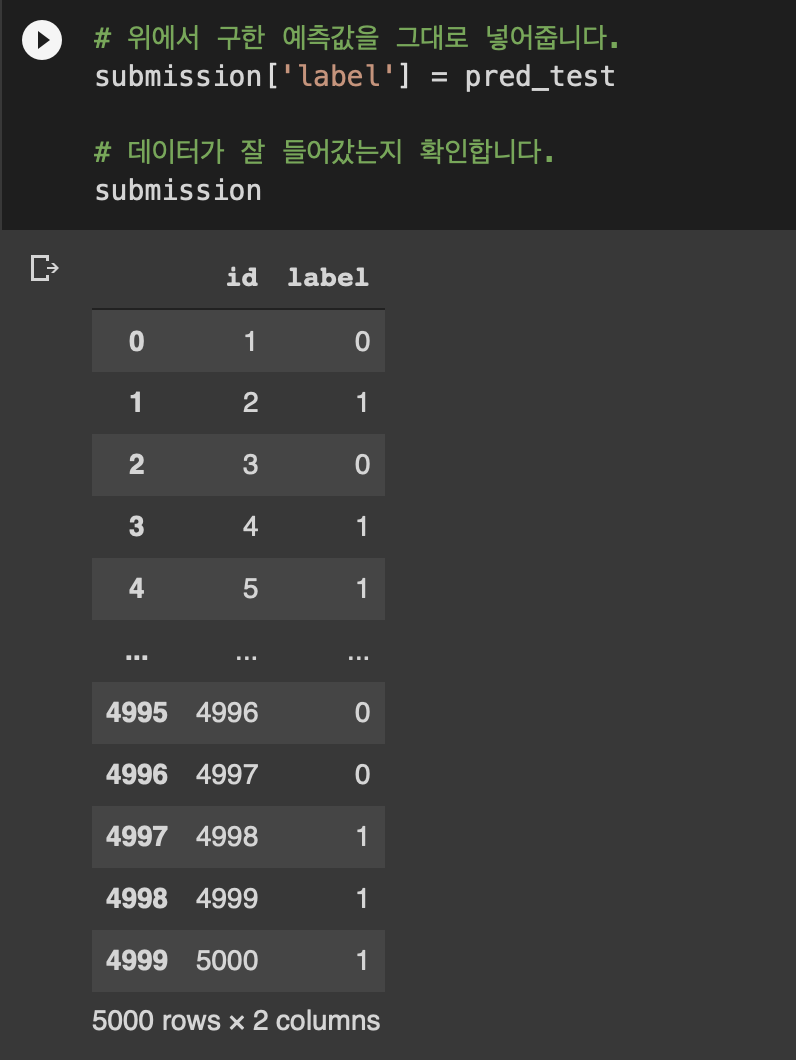 # 위에서 구한 예측값을 그대로 넣어줍니다.
submission['label'] = pred_test
# 데이터가 잘 들어갔는지 확인합니다.
submission
id label
0 1 0
1 2 1
2 3 0
3 4 1
4 5 1
... ... ...
4995 4996 0
4996 4997 0
4997 4998 1
4998 4999 1
4999 5000 1
5000 rows × 2 columns